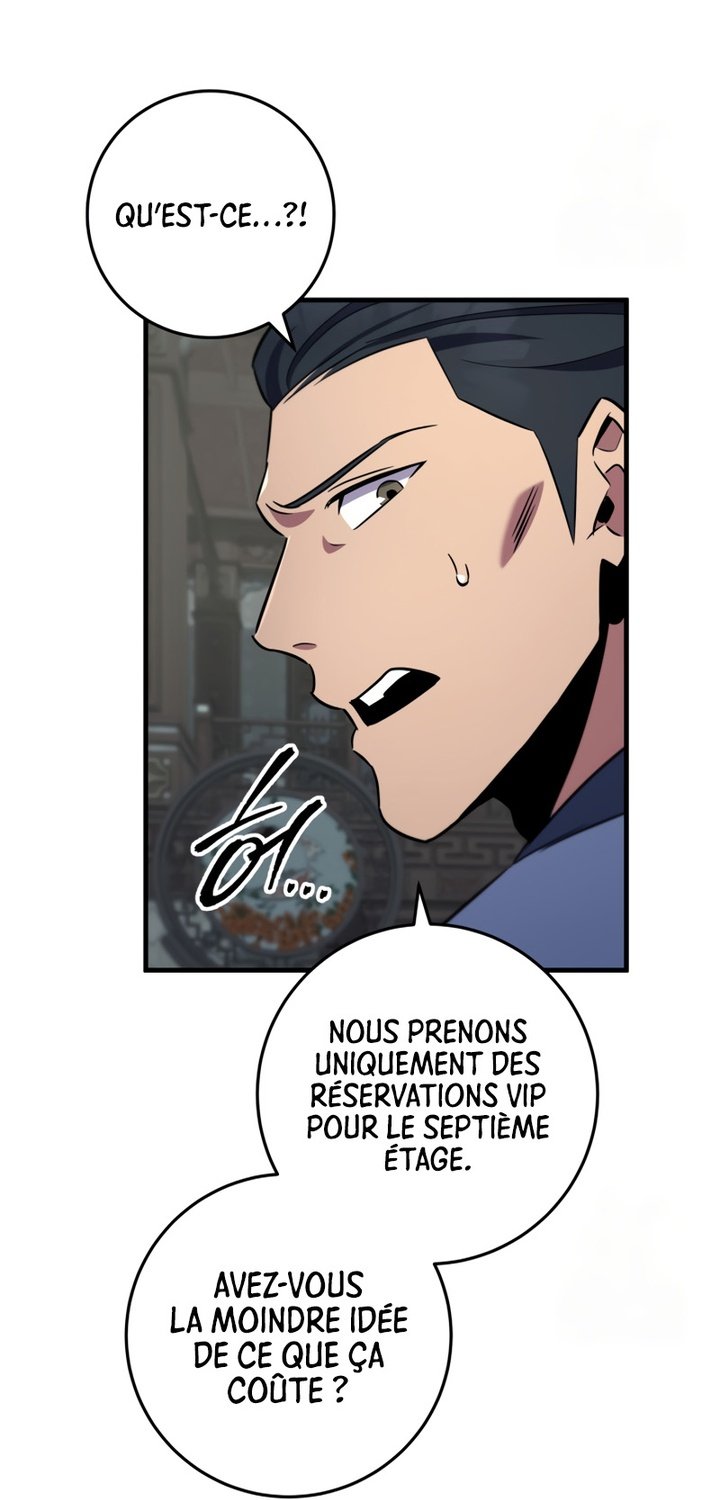 QU'EST-CE...?!
NOUS PRENONS
UNIQUEMENT DES
RÉSERVATIONS VIP
POUR LE SEPTIÈME
ÉTAGE.
AVEZ-VOUS
LA MOINDRE IDÉE
DE CE QUE ÇA
COÛTE ?